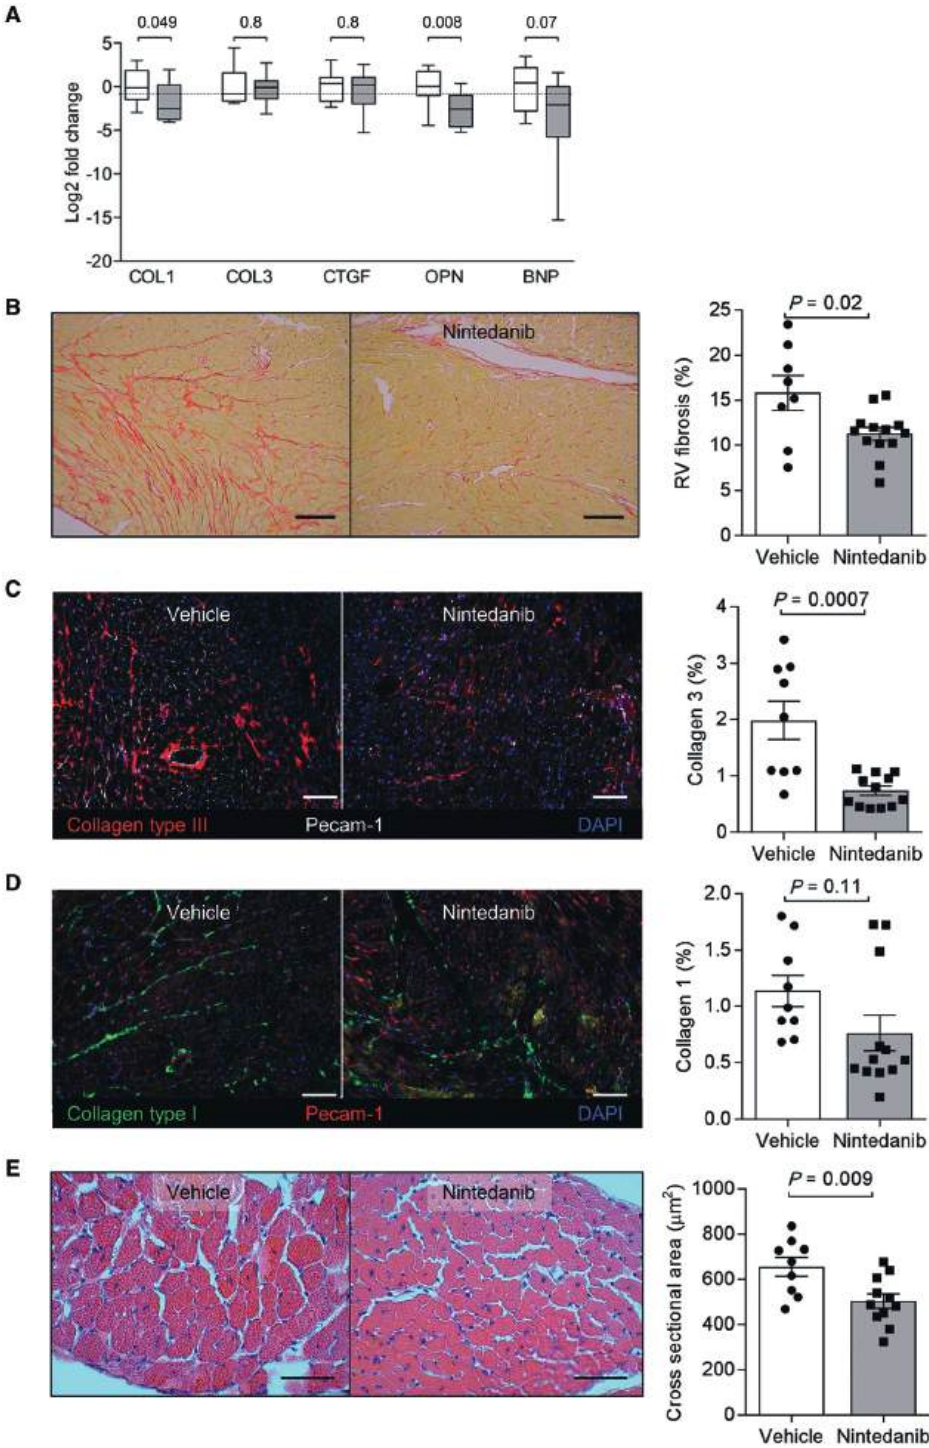 A
0.049 0.8 0.8 0.008 0.07
5
0
-5
-10
-15
-20
Log2 fold change
COL1 COL3 CTGF OPN BNP
B
Nintedanib
P = 0.02
25
20
15
10
5
0
RV fibrosis (%)
Vehicle Nintedanib
C
Vehicle Nintedanib
Collagen type III Pecam-1 DAPI
P = 0.0007
4
3
2
1
0
Collagen 3 (%)
Vehicle Nintedanib
D
Vehicle Nintedanib
Collagen type I Pecam-1 DAPI
P = 0.11
2.0
1.5
1.0
0.5
0.0
Collagen 1 (%)
Vehicle Nintedanib
E
Vehicle Nintedanib
P = 0.009
1000
800
600
400
200
0
Cross sectional area (μm²)
Vehicle Nintedanib